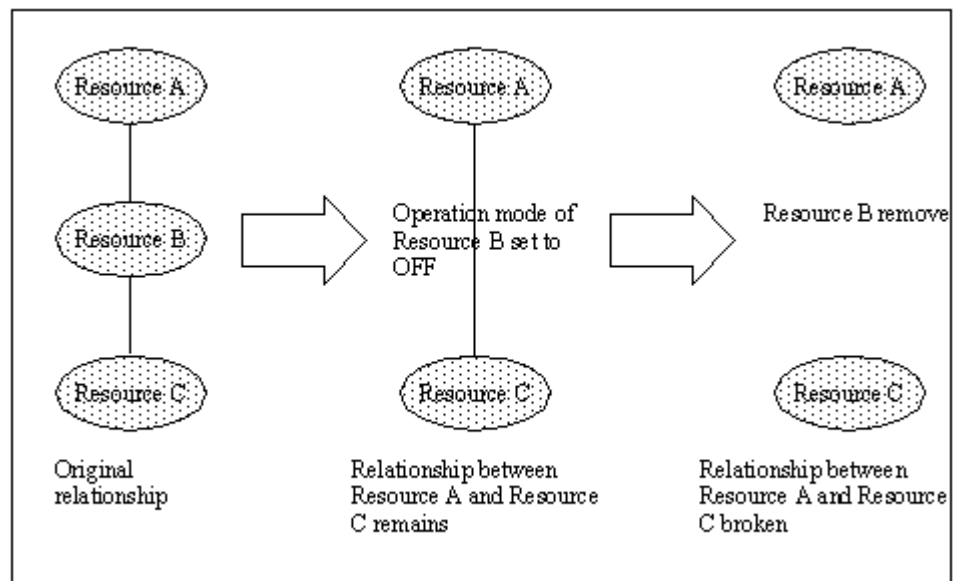 Resource A
Resource B
Resource C
Original
relationship
Resource A
Operation mode of
Resource B set to
OFF
Resource C
Relationship between
Resource A and Resource
C remains
Resource A
Resource B remove
Resource C
Relationship between
Resource A and Resource
C broken